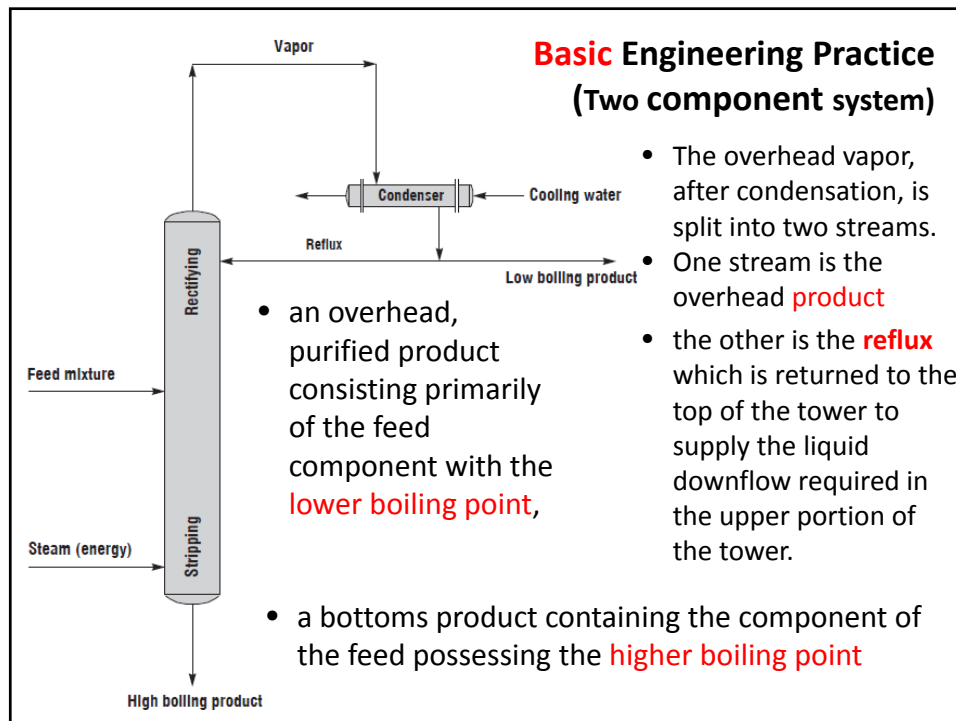 Basic Engineering Practice
(Two component system)
Vapor
Condenser
Cooling water
Reflux
Low boiling product
Rectifying
Feed mixture
Stripping
Steam (energy)
High boiling product
• The overhead vapor,
after condensation, is
split into two streams.
• One stream is the
overhead product
• the other is the reflux
which is returned to the
top of the tower to
supply the liquid
downflow required in
the upper portion of
the tower.
• an overhead,
purified product
consisting primarily
of the feed
component with the
lower boiling point,
• a bottoms product containing the component of
the feed possessing the higher boiling point